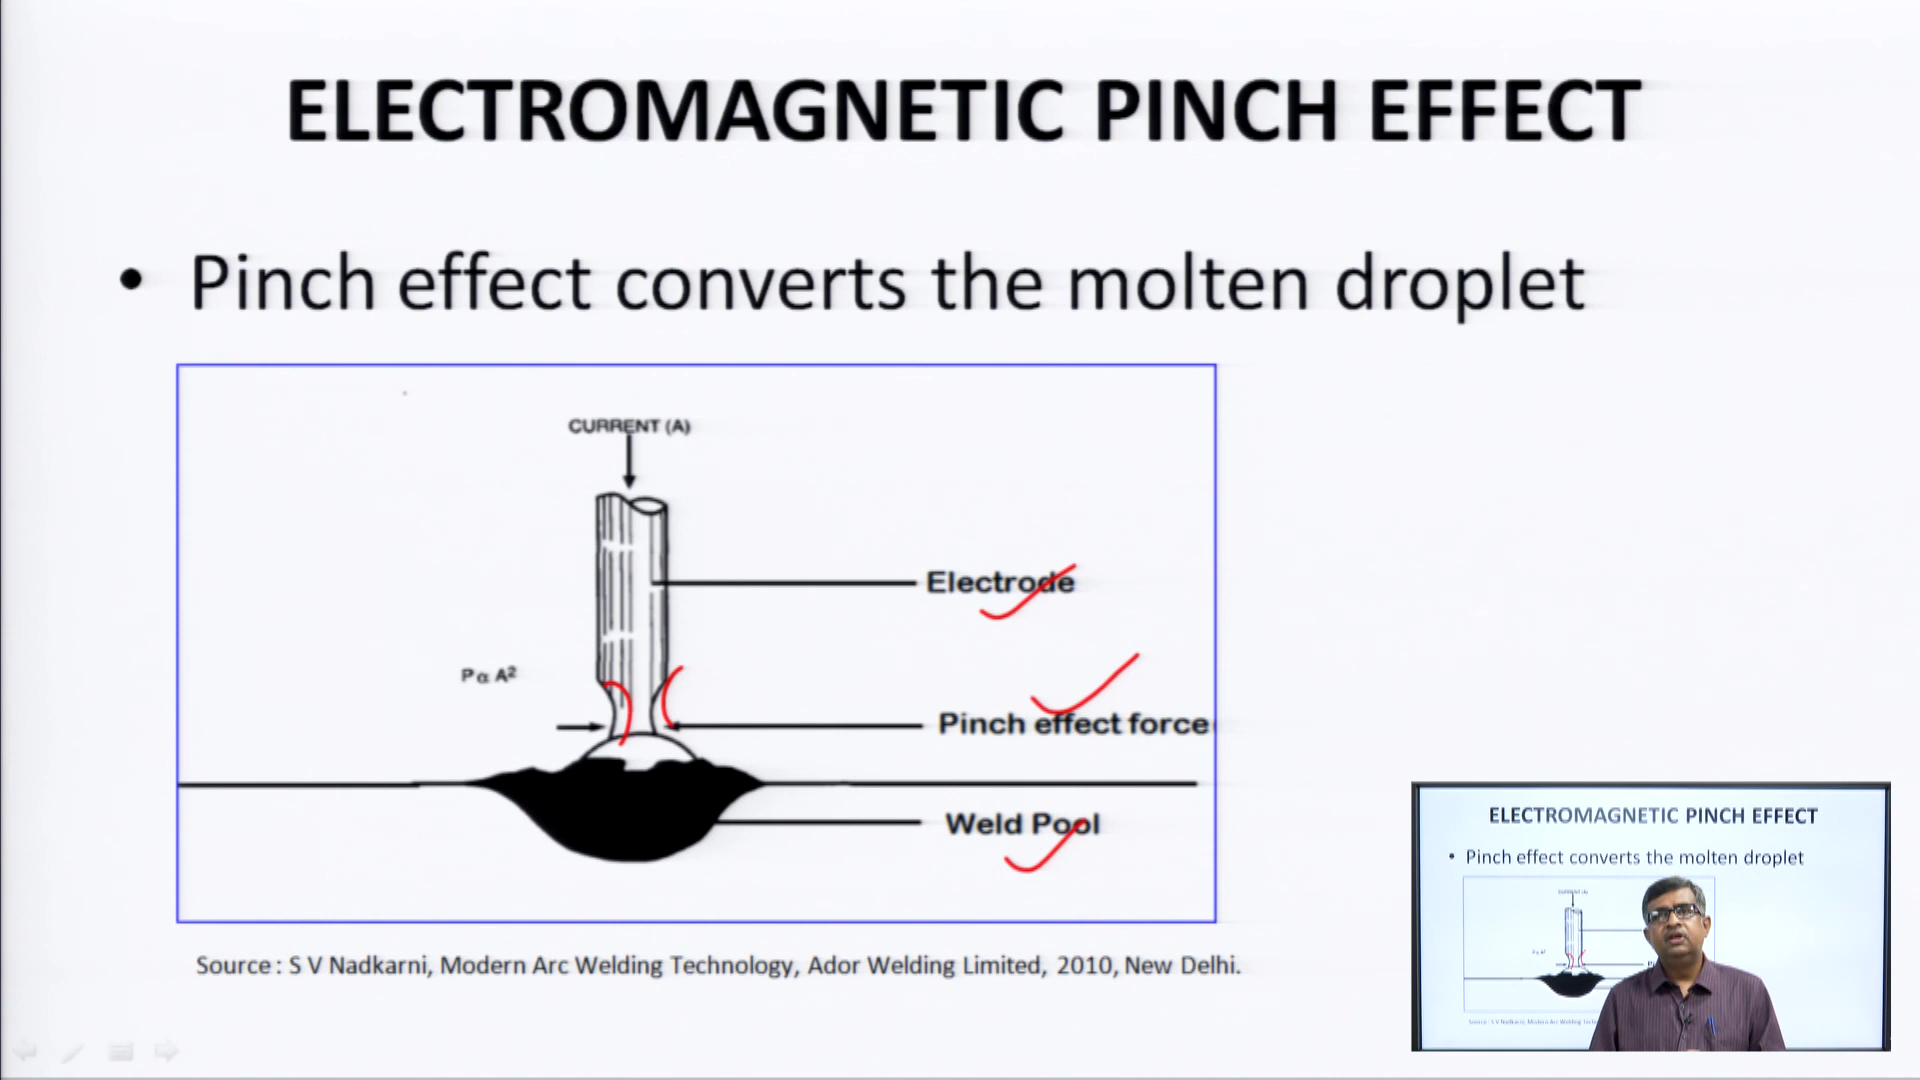 ELECTROMAGNETIC PINCH EFFECT
• Pinch effect converts the molten droplet
CURRENT (A)
Electrode
P α A²
Pinch effect force
Weld Pool
Source : S V Nadkarni, Modern Arc Welding Technology, Ador Welding Limited, 2010, New Delhi.
ELECTROMAGNETIC PINCH EFFECT
• Pinch effect converts the molten droplet